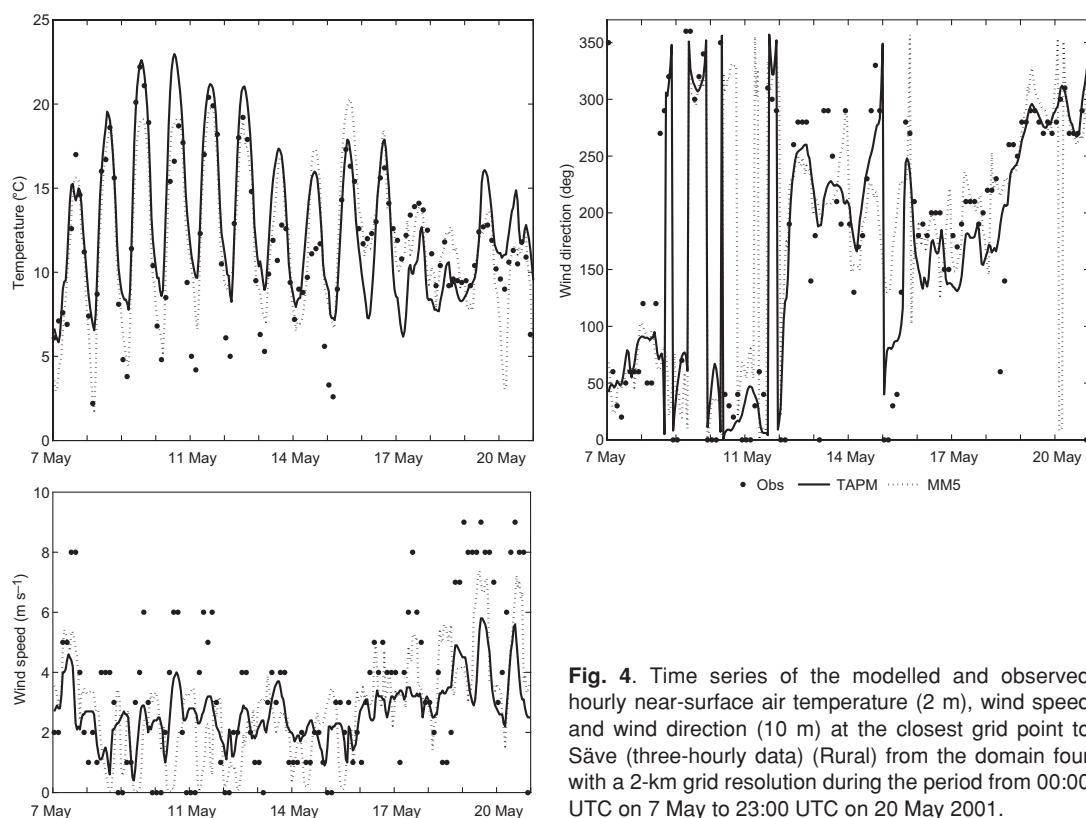 25
20
15
10
5
0
Temperature (°C)
7 May
11 May
14 May
17 May
20 May
350
300
250
200
150
100
50
0
Wind direction (deg)
7 May
11 May
14 May
17 May
20 May
Obs
TAPM
MM5
10
8
6
4
2
0
Wind speed (m s–1)
7 May
11 May
14 May
17 May
20 May
Fig. 4. Time series of the modelled and observed
hourly near-surface air temperature (2 m), wind speed
and wind direction (10 m) at the closest grid point to
Säve (three-hourly data) (Rural) from the domain four
with a 2-km grid resolution during the period from 00:00
UTC on 7 May to 23:00 UTC on 20 May 2001.